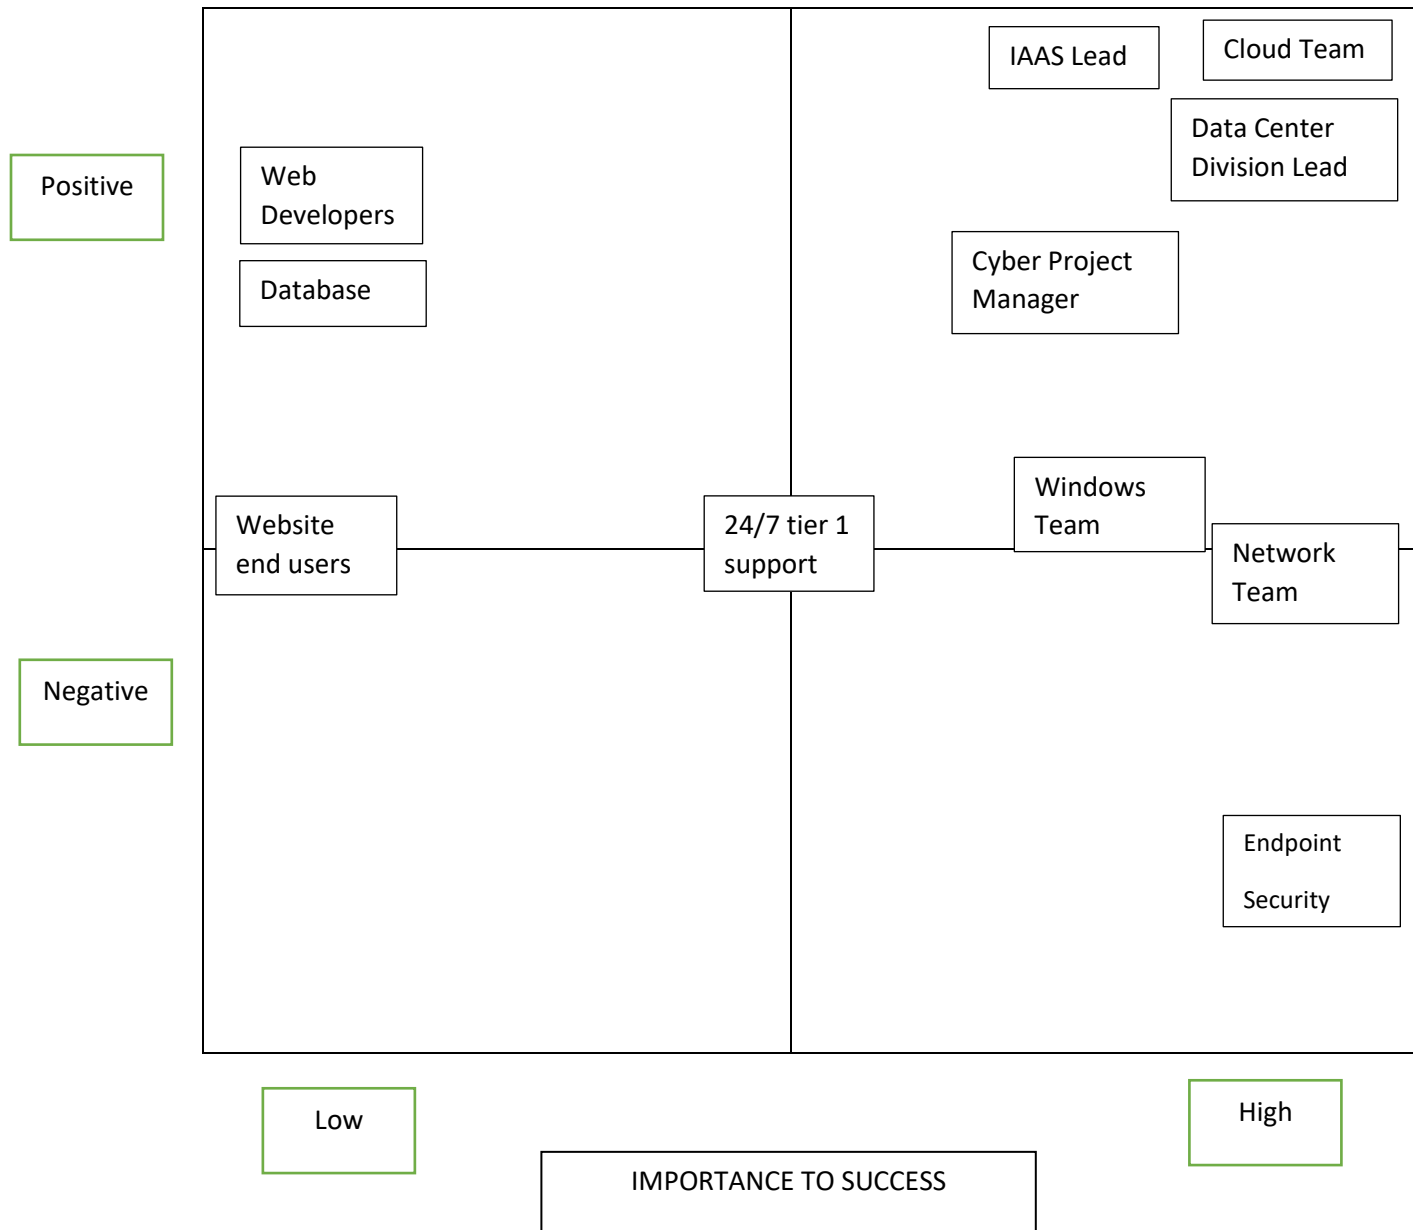 IAAS Lead
Cloud Team
Data Center
Division Lead
Positive
Web
Developers
Database
Cyber Project
Manager
Windows
Team
Website
end users
24/7 tier 1
support
Network
Team
Negative
Endpoint
Security
Low
High
IMPORTANCE TO SUCCESS